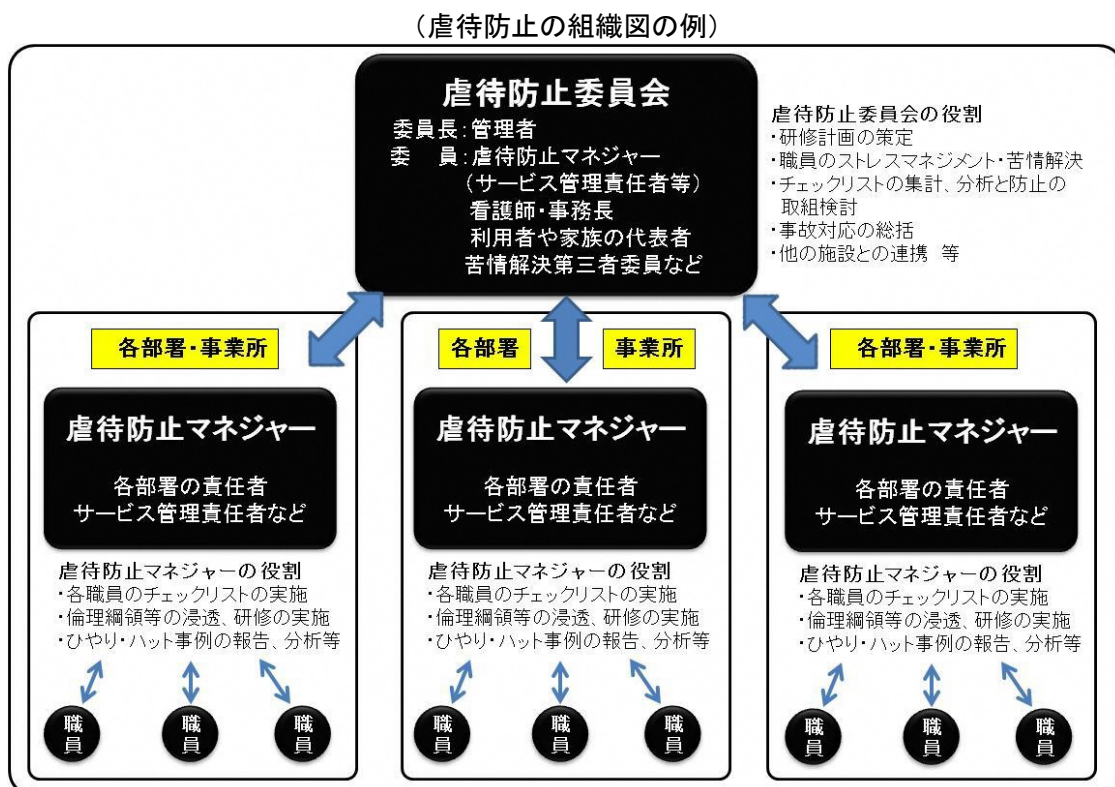 (虐待防止の組織図の例)
虐待防止委員会
委員長:管理者
委　員:虐待防止マネジャー
(サービス管理責任者等)
看護師・事務長
利用者や家族の代表者
苦情解決第三者委員など
虐待防止委員会の役割
・研修計画の策定
・職員のストレスマネジメント・苦情解決
・チェックリストの集計、分析と防止の
取組検討
・事故対応の総括
・他の施設との連携 等
各部署・事業所
虐待防止マネジャー
各部署の責任者
サービス管理責任者など
虐待防止マネジャーの役割
・各職員のチェックリストの実施
・倫理綱領等の浸透、研修の実施
・ひやり・ハット事例の報告、分析等
職員
職員
職員
各部署
事業所
虐待防止マネジャー
各部署の責任者
サービス管理責任者など
虐待防止マネジャーの役割
・各職員のチェックリストの実施
・倫理綱領等の浸透、研修の実施
・ひやり・ハット事例の報告、分析等
職員
職員
職員
各部署・事業所
虐待防止マネジャー
各部署の責任者
サービス管理責任者など
虐待防止マネジャーの役割
・各職員のチェックリストの実施
・倫理綱領等の浸透、研修の実施
・ひやり・ハット事例の報告、分析等
職員
職員
職員